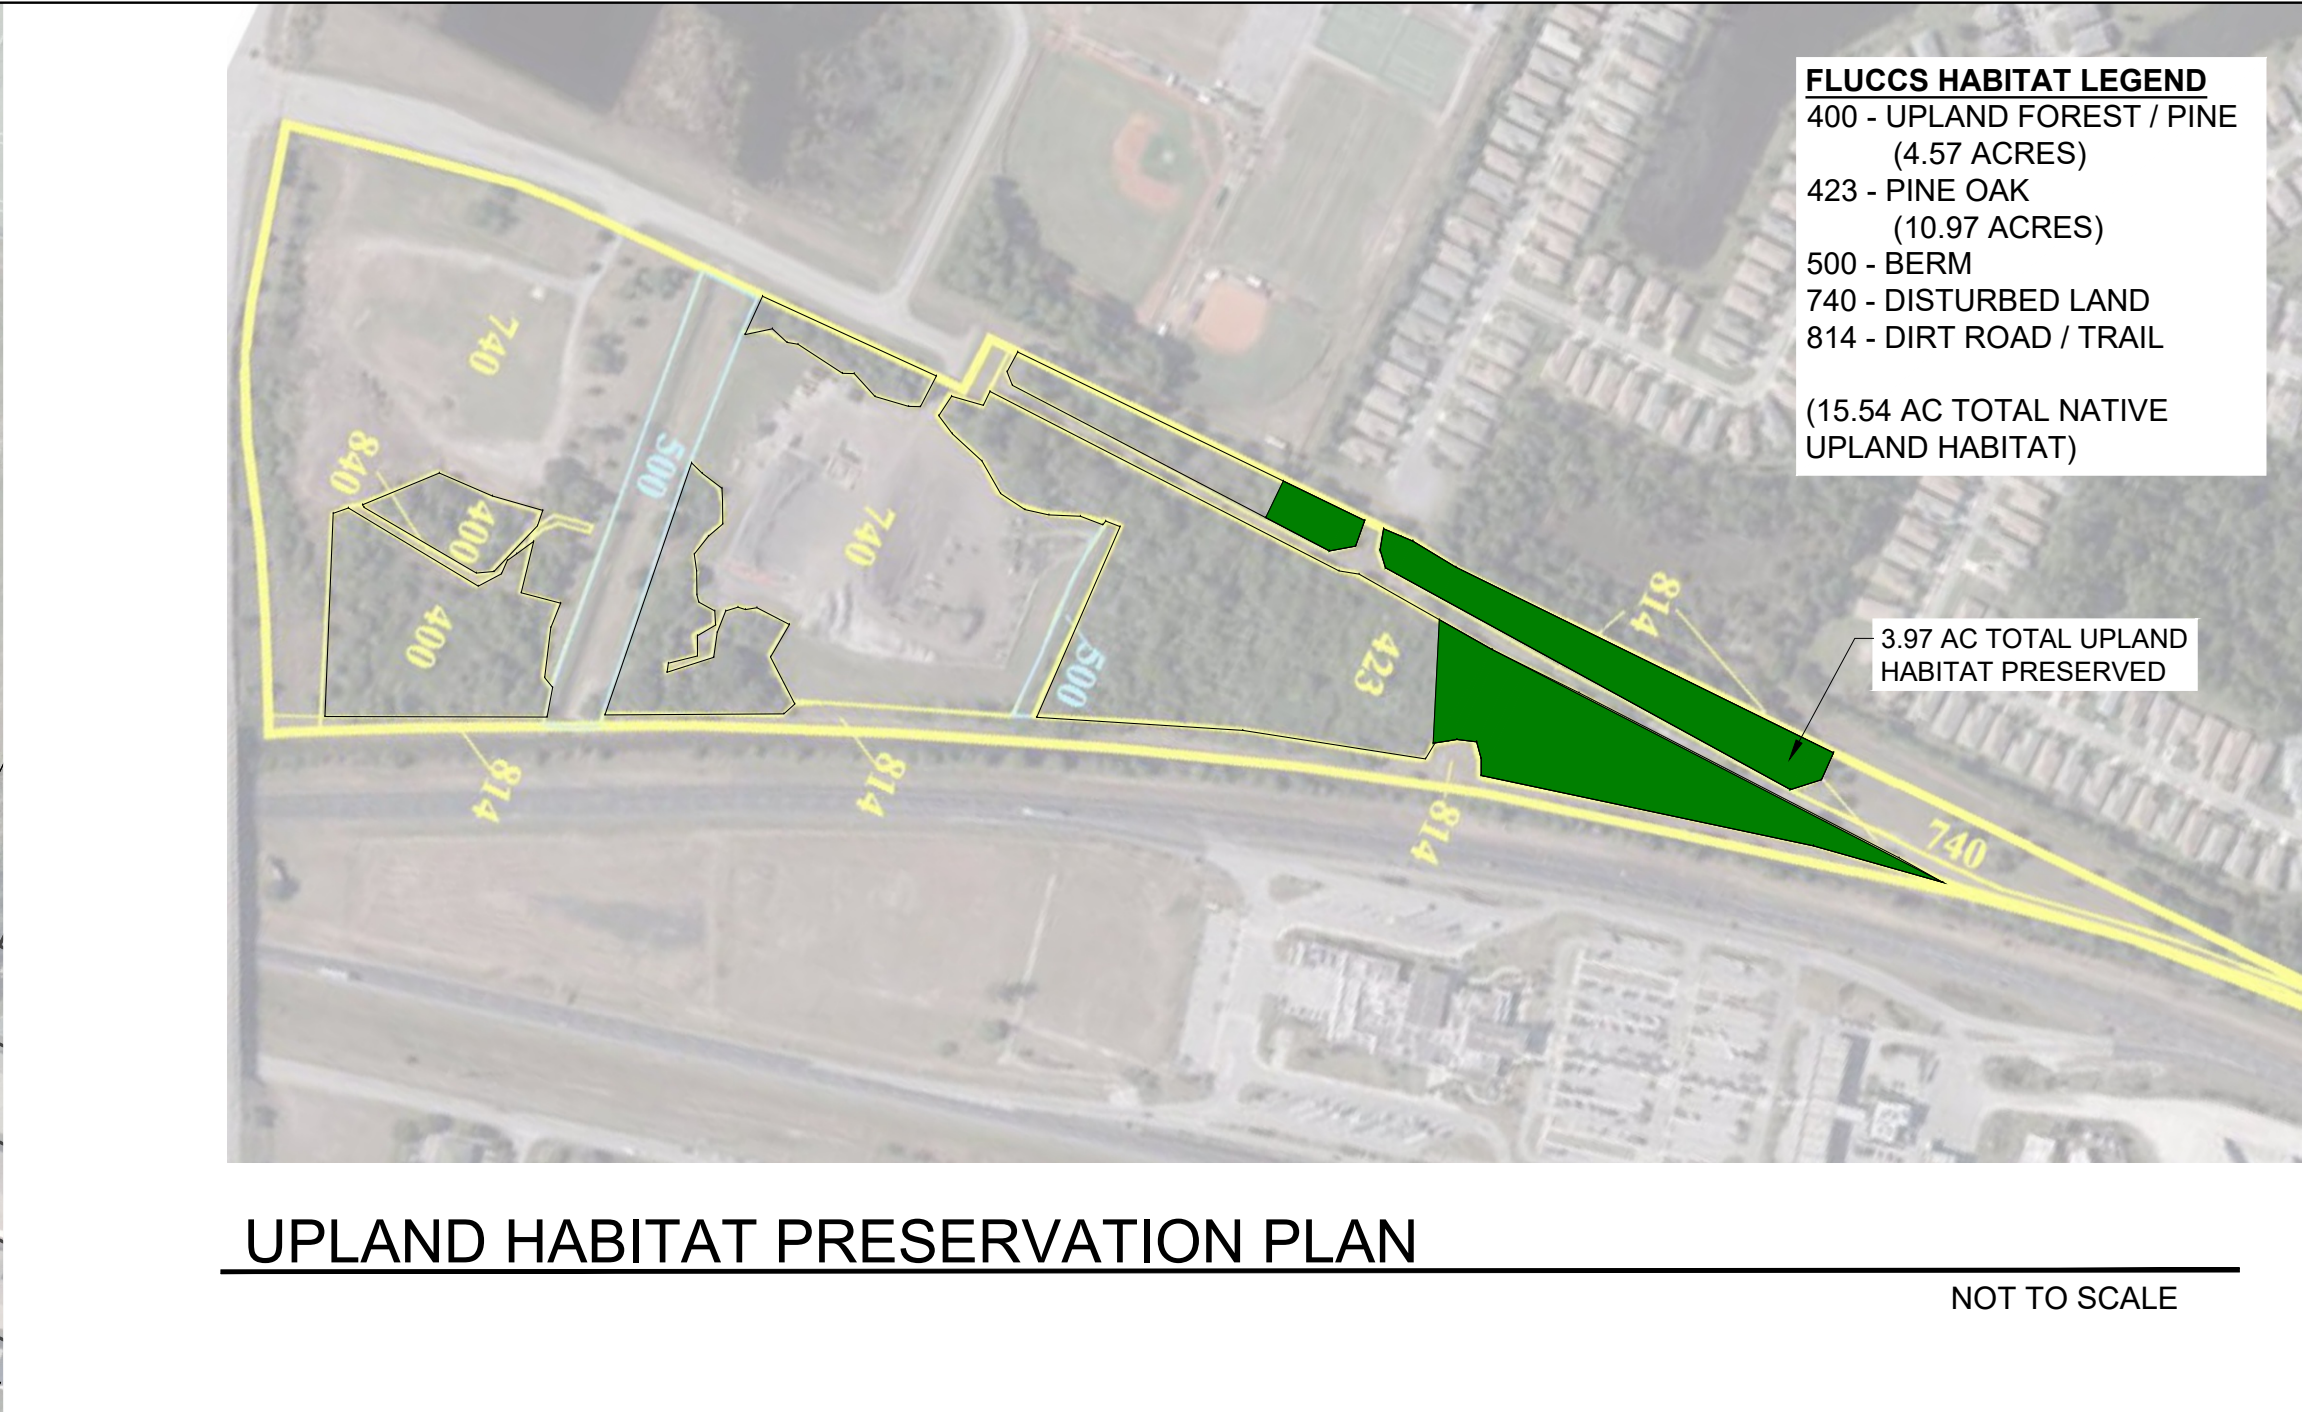 FLUCCS HABITAT LEGEND
400 - UPLAND FOREST / PINE
(4.57 ACRES)
423 - PINE OAK
(10.97 ACRES)
500 - BERM
740 - DISTURBED LAND
814 - DIRT ROAD / TRAIL
(15.54 AC TOTAL NATIVE
UPLAND HABITAT)
740
500
840
400
400
740
500
423
814
3.97 AC TOTAL UPLAND
HABITAT PRESERVED
814
814
814
740
UPLAND HABITAT PRESERVATION PLAN
NOT TO SCALE